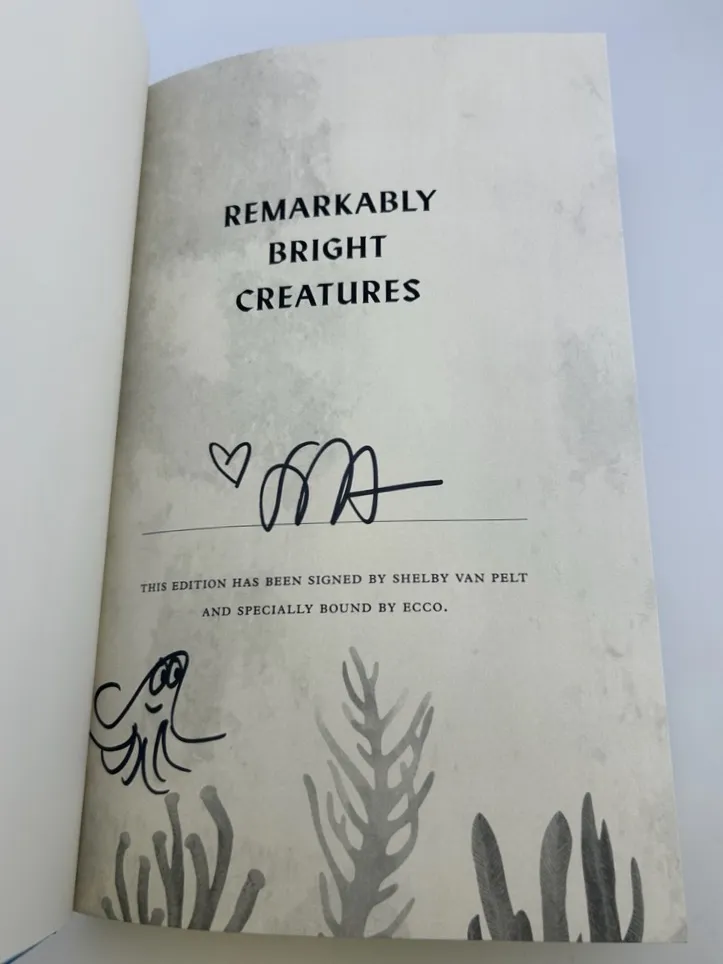 REMARKABLY
BRIGHT
CREATURES
THIS EDITION HAS BEEN SIGNED BY SHELBY VAN PELT
AND SPECIALLY BOUND BY ECCO.